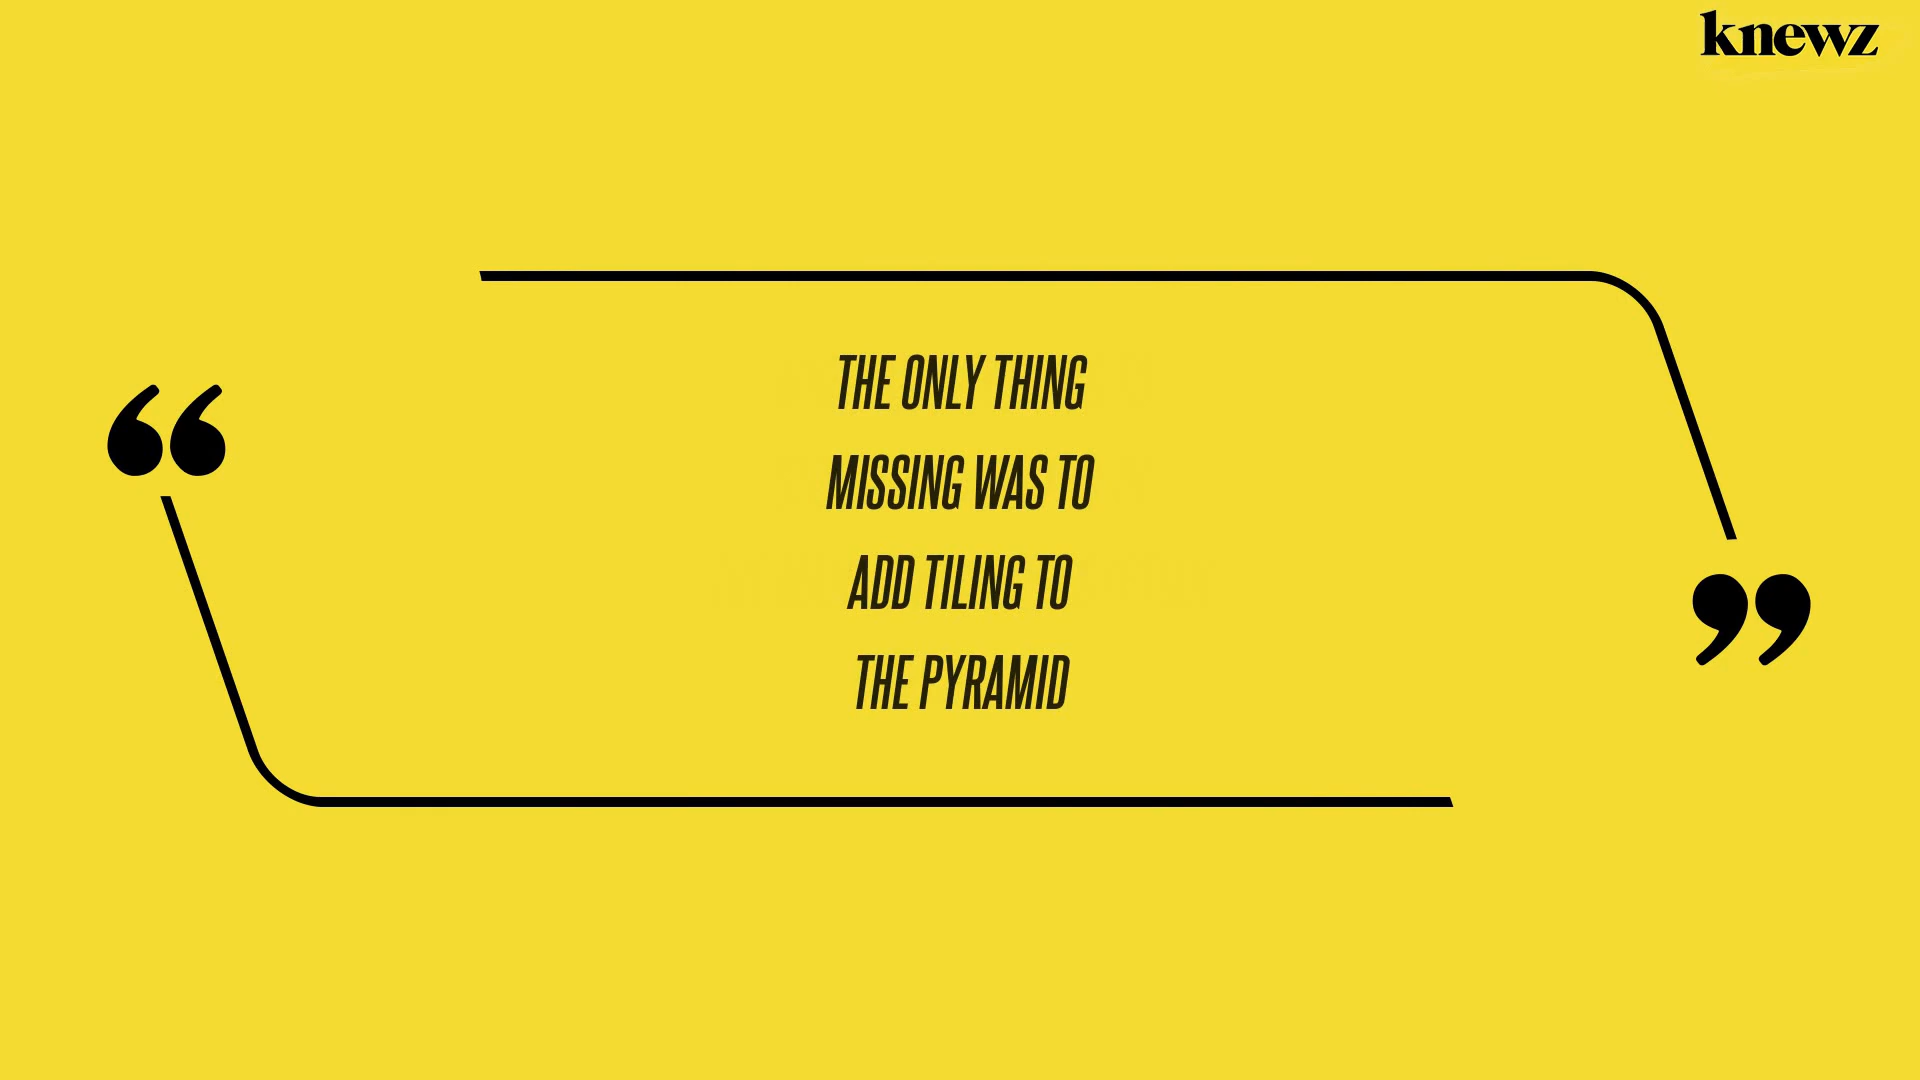 knewz
“
THE ONLY THING
MISSING WAS TO
ADD TILING TO
THE PYRAMID
”